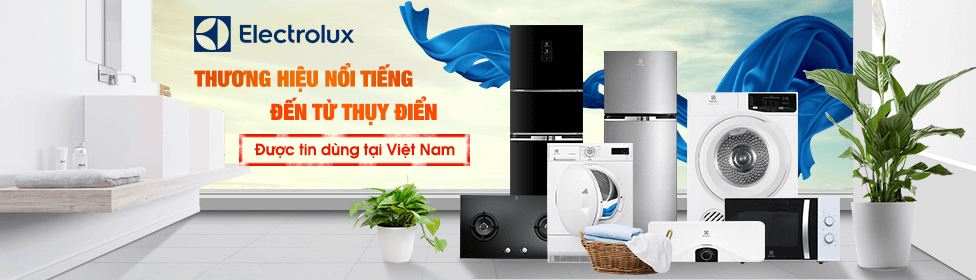 Electrolux
THƯƠNG HIỆU NỔI TIẾNG
ĐẾN TỪ THỤY ĐIỂN
Được tin dùng tại Việt Nam